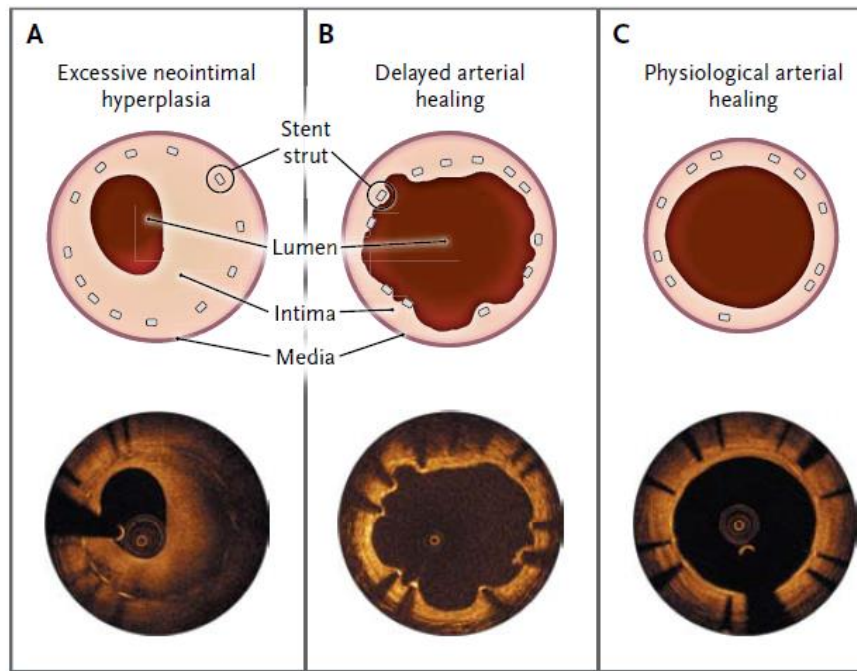 A
Excessive neointimal
hyperplasia
B
Delayed arterial
healing
C
Physiological arterial
healing
Stent
strut
Lumen
Intima
Media